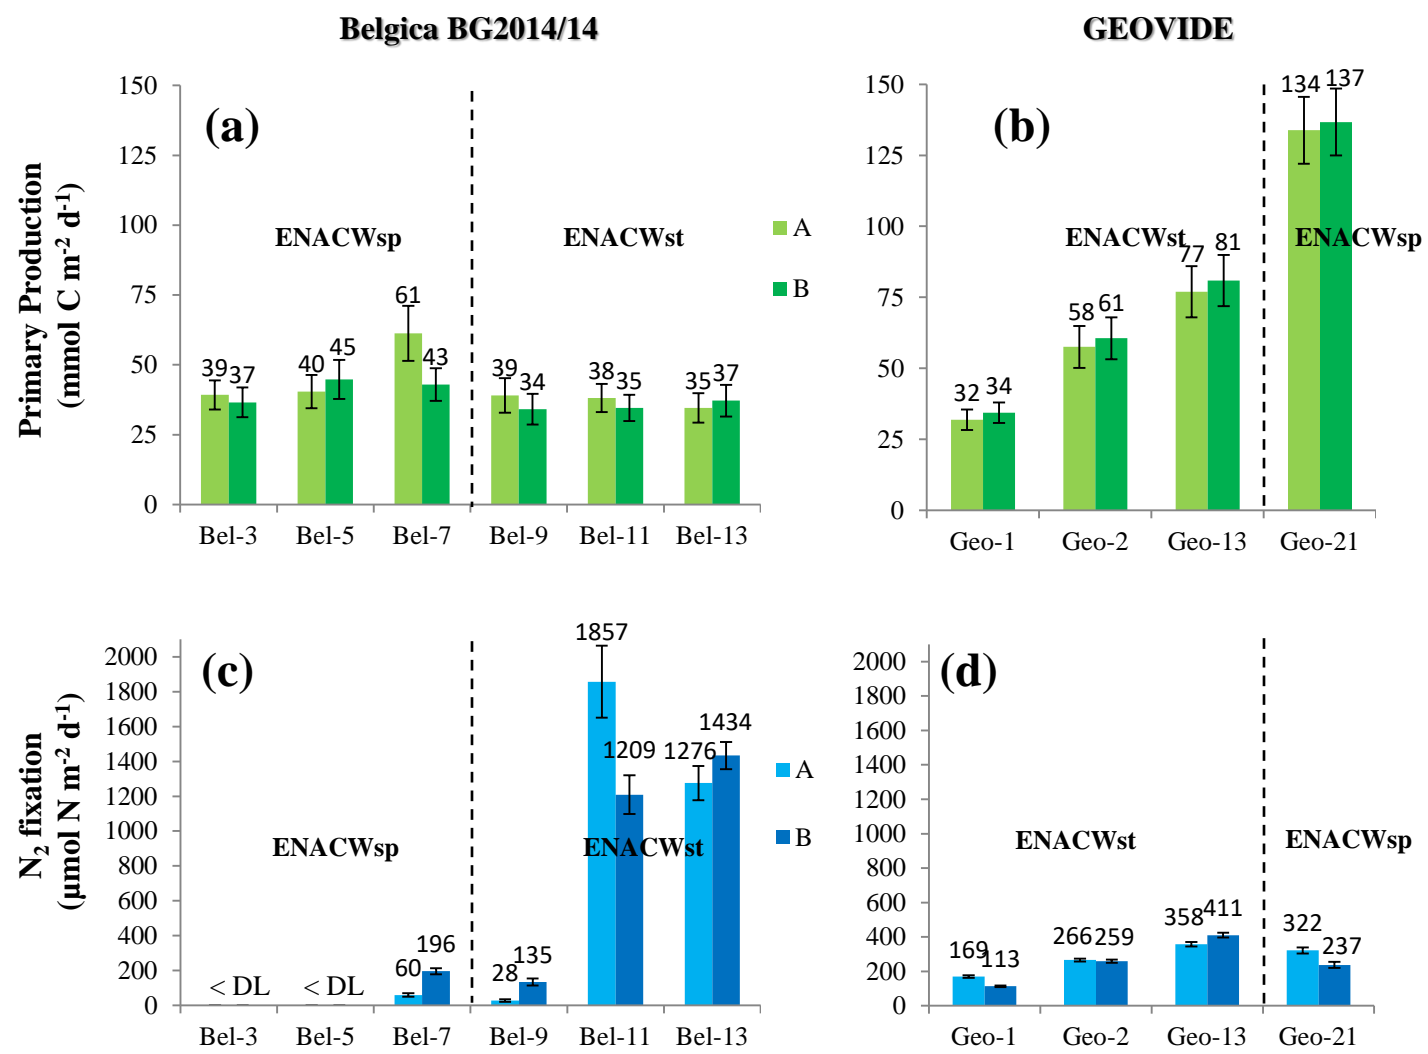 Belgica BG2014/14
GEOVIDE
Primary Production
(mmol C m-2 d-1)
150
125
100
75
50
25
0
(a)
ENACWsp
ENACWst
39
37
40
45
61
43
39
34
38
35
35
37
Bel-3
Bel-5
Bel-7
Bel-9
Bel-11
Bel-13
A
B
150
125
100
75
50
25
0
(b)
ENACWst
ENACWsp
32
34
58
61
77
81
134
137
Geo-1
Geo-2
Geo-13
Geo-21
N2 fixation
(µmol N m-2 d-1)
2000
1800
1600
1400
1200
1000
800
600
400
200
0
(c)
ENACWsp
ENACWst
< DL
< DL
60
196
28
135
1857
1209
1276
1434
Bel-3
Bel-5
Bel-7
Bel-9
Bel-11
Bel-13
A
B
2000
1800
1600
1400
1200
1000
800
600
400
200
0
(d)
ENACWst
ENACWsp
169
113
266
259
358
411
322
237
Geo-1
Geo-2
Geo-13
Geo-21